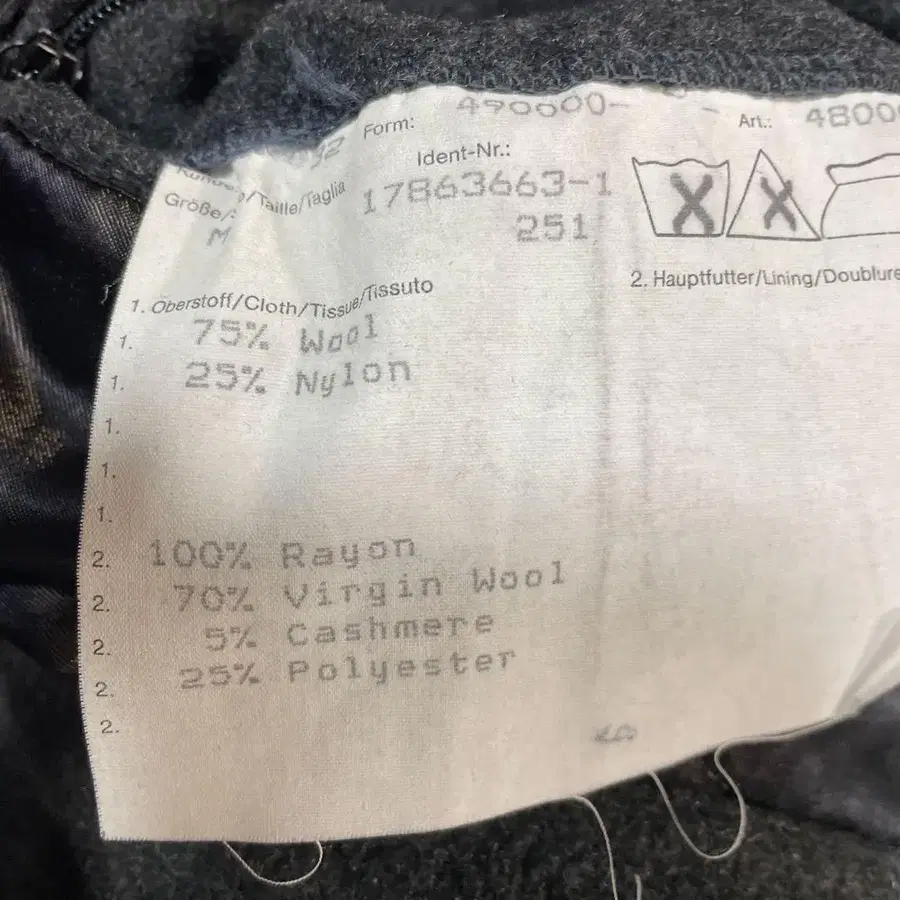 Form: 490600- Art.: 4800
Ident-Nr.:
Größe/Taille/Taglia 17863663-1
M 251
1. Oberstoff/Cloth/Tissue/Tissuto 2. Hauptfutter/Lining/Doublure
1. 75% Wool
1. 25% Nylon
1.
1.
1.
2. 100% Rayon
2. 70% Virgin Wool
2. 5% Cashmere
2. 25% Polyester
2.